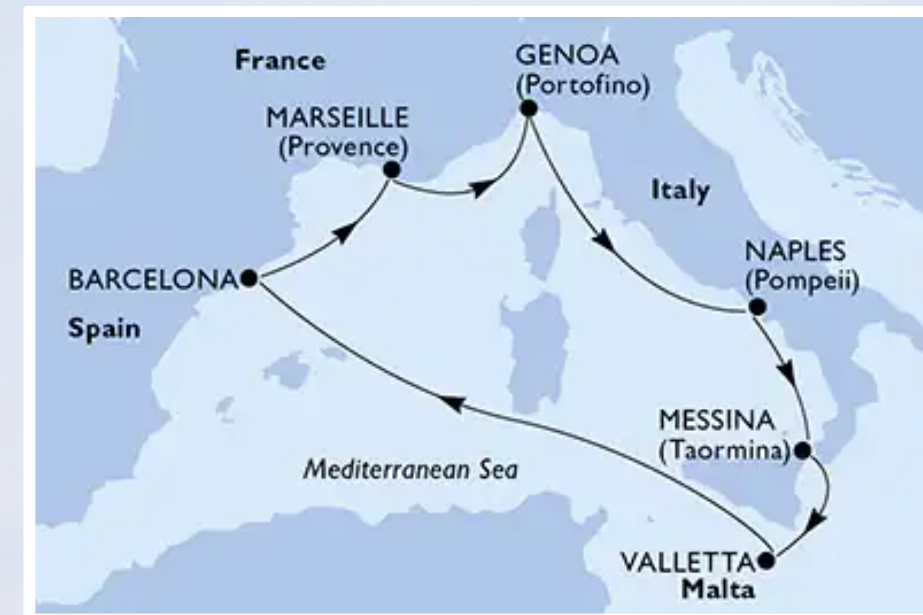 France
GENOA
(Portofino)
MARSEILLE
(Provence)
Italy
NAPLES
(Pompeii)
BARCELONA
Spain
MESSINA
(Taormina)
Mediterranean Sea
VALLETTA
Malta